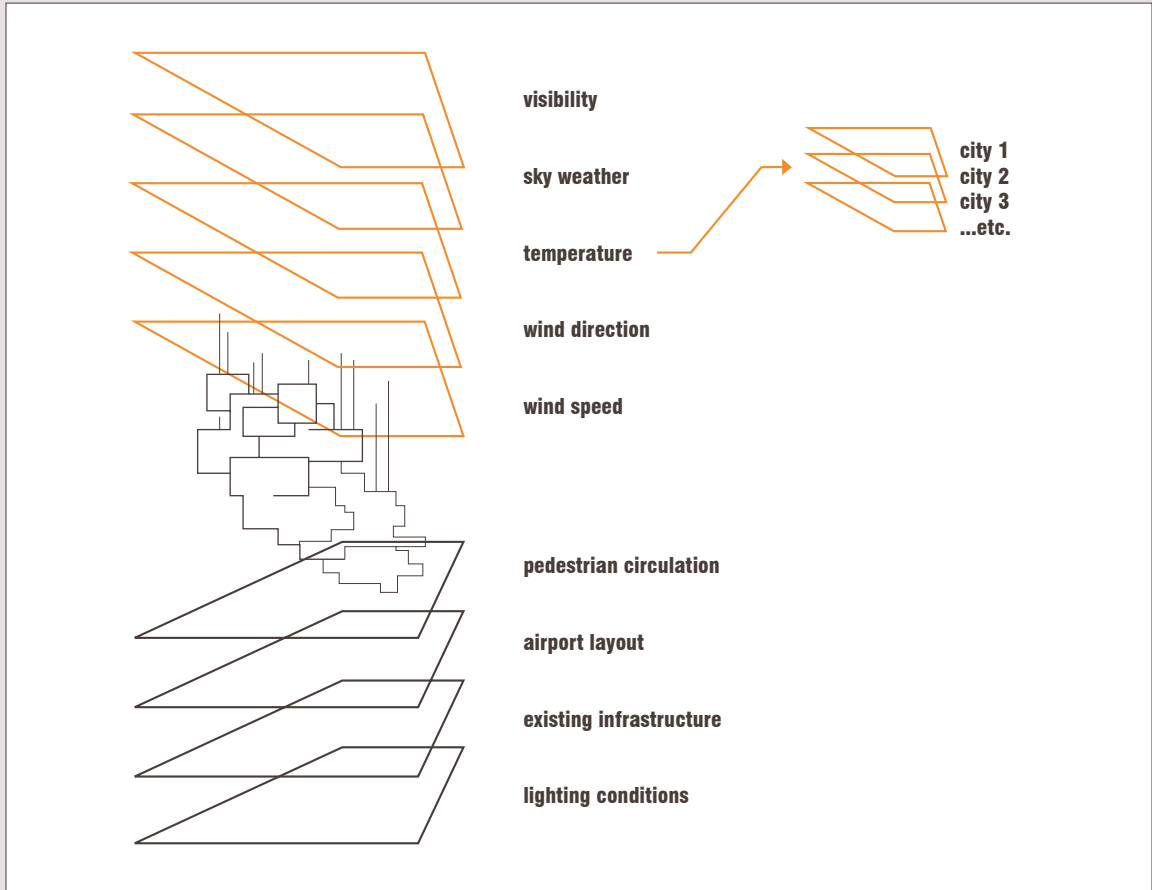 visibility
sky weather
temperature
wind direction
wind speed
city 1
city 2
city 3
...etc.
pedestrian circulation
airport layout
existing infrastructure
lighting conditions